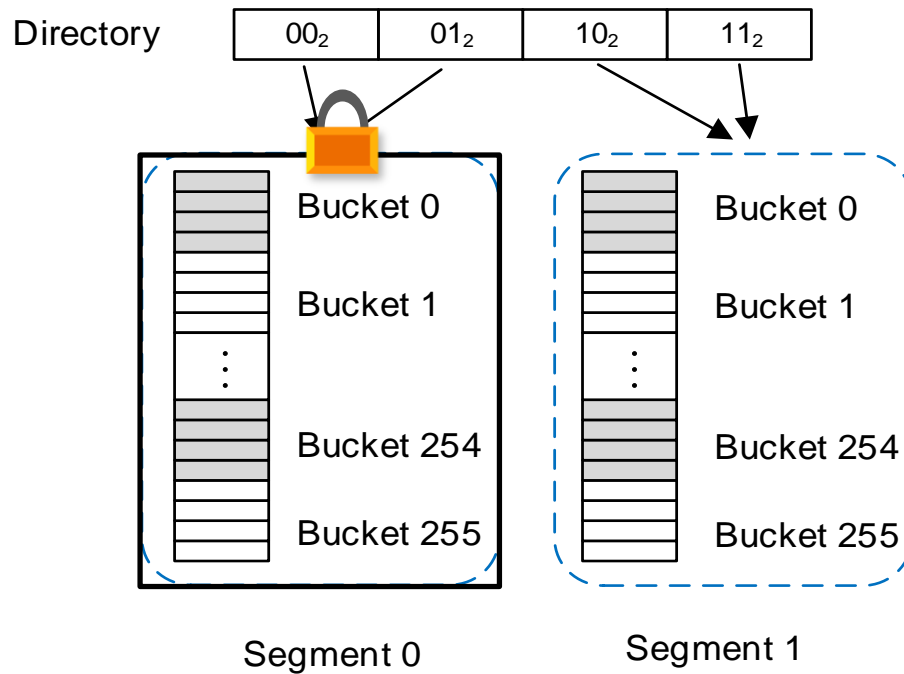 Directory 00₂ 01₂ 10₂ 11₂
Bucket 0 Bucket 0
Bucket 1 Bucket 1
⋮ ⋮
Bucket 254 Bucket 254
Bucket 255 Bucket 255
Segment 0 Segment 1